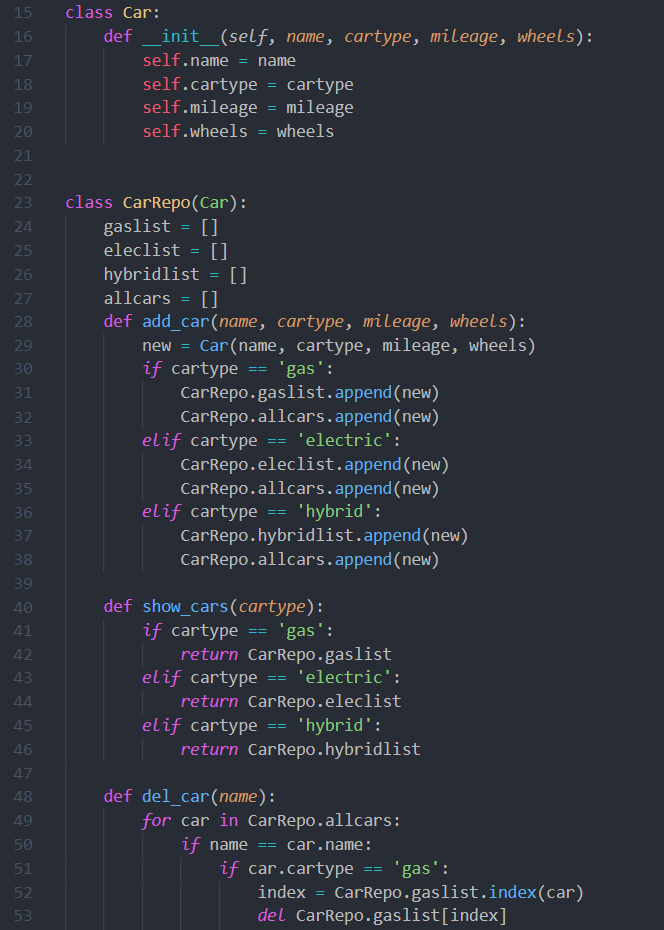 15 class Car:
16     def __init__(self, name, cartype, mileage, wheels):
17         self.name = name
18         self.cartype = cartype
19         self.mileage = mileage
20         self.wheels = wheels
21
22
23 class CarRepo(Car):
24     gaslist = []
25     eleclist = []
26     hybridlist = []
27     allcars = []
28     def add_car(name, cartype, mileage, wheels):
29         new = Car(name, cartype, mileage, wheels)
30         if cartype == 'gas':
31             CarRepo.gaslist.append(new)
32             CarRepo.allcars.append(new)
33         elif cartype == 'electric':
34             CarRepo.eleclist.append(new)
35             CarRepo.allcars.append(new)
36         elif cartype == 'hybrid':
37             CarRepo.hybridlist.append(new)
38             CarRepo.allcars.append(new)
39
40     def show_cars(cartype):
41         if cartype == 'gas':
42             return CarRepo.gaslist
43         elif cartype == 'electric':
44             return CarRepo.eleclist
45         elif cartype == 'hybrid':
46             return CarRepo.hybridlist
47
48     def del_car(name):
49         for car in CarRepo.allcars:
50             if name == car.name:
51                 if car.cartype == 'gas':
52                     index = CarRepo.gaslist.index(car)
53                     del CarRepo.gaslist[index]